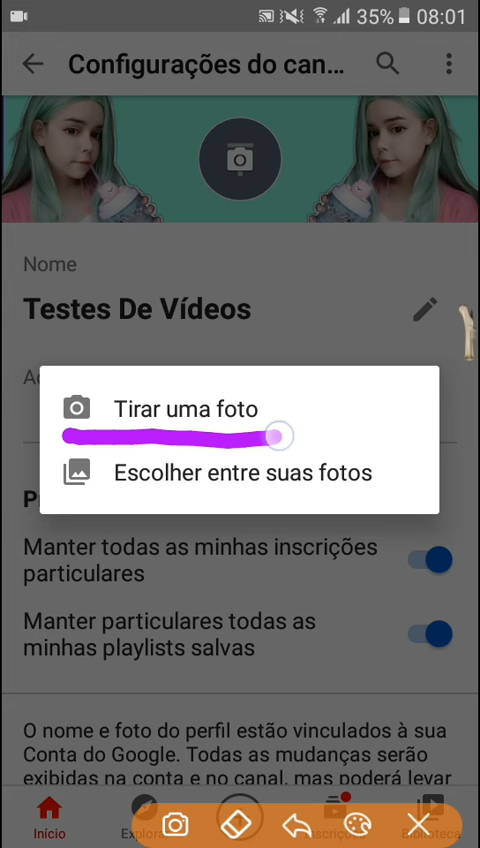 35% 08:01
Configurações do can...
Nome
Testes De Vídeos
Tirar uma foto
Escolher entre suas fotos
Manter todas as minhas inscrições
particulares
Manter particulares todas as
minhas playlists salvas
O nome e foto do perfil estão vinculados à sua
Conta do Google. Todas as mudanças serão
exibidas na conta e no canal, mas poderá levar
Início